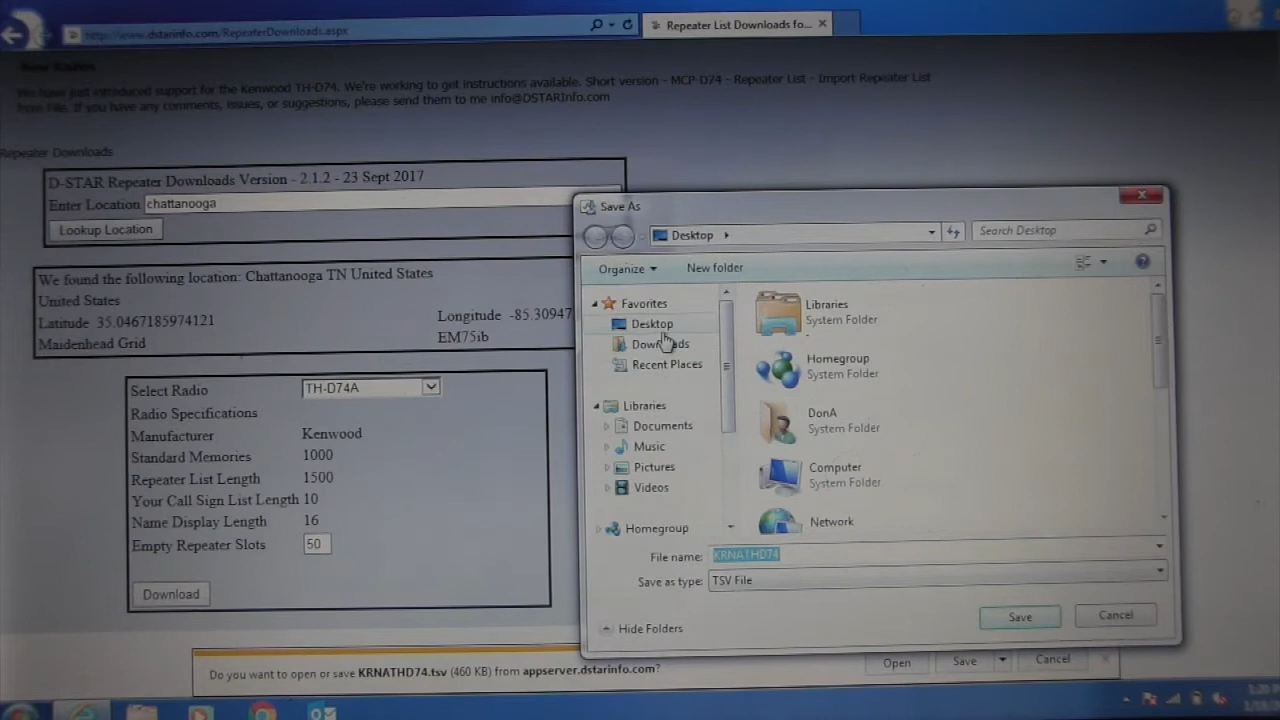 http://www.dstarinfo.com/RepeaterDownloads.aspx
Repeater List Downloads fo...
We have just introduced support for the Kenwood TH-D74. We're working to get instructions available. Short version - MCP-D74 - Repeater List - Import Repeater List
from File. If you have any comments, issues, or suggestions, please send them to me info@DSTARInfo.com
Repeater Downloads
D-STAR Repeater Downloads Version - 2.1.2 - 23 Sept 2017
Enter Location chattanooga
Lookup Location
We found the following location: Chattanooga TN United States
United States
Latitude 35.0467185974121
Longitude -85.30947
Maidenhead Grid
EM75ib
Select Radio TH-D74A
Radio Specifications
Manufacturer Kenwood
Standard Memories 1000
Repeater List Length 1500
Your Call Sign List Length 10
Name Display Length 16
Empty Repeater Slots 50
Download
Save As
Desktop
Search Desktop
Organize
New folder
Favorites
Desktop
Downloads
Recent Places
Libraries
Documents
Music
Pictures
Videos
Homegroup
Libraries
System Folder
Homegroup
System Folder
DonA
System Folder
Computer
System Folder
Network
File name: KRNATHD74
Save as type: TSV File
Hide Folders
Save
Cancel
Do you want to open or save KRNATHD74.tsv (460 KB) from appserver.dstarinfo.com?
Open
Save
Cancel